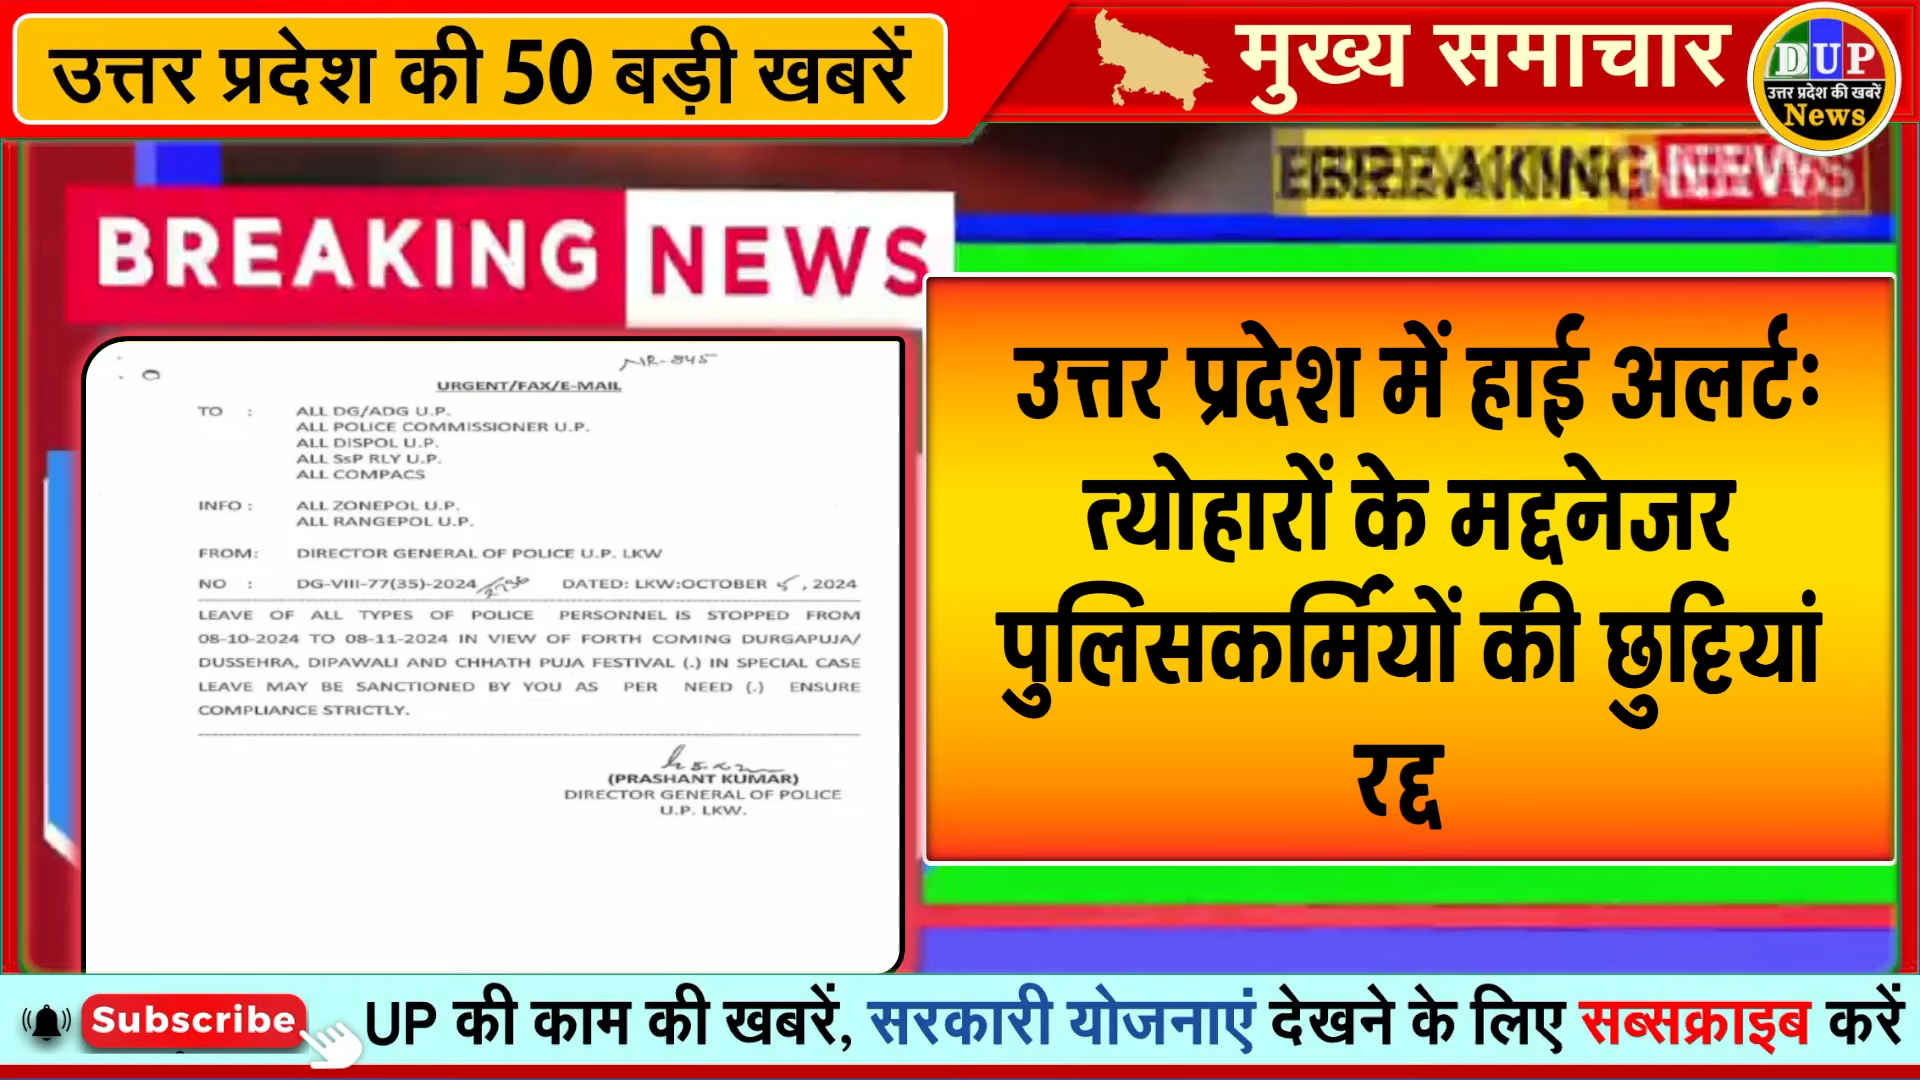 उत्तर प्रदेश की 50 बड़ी खबरें
मुख्य समाचार
DUP
उत्तर प्रदेश की खबरें
News
BREAKING NEWS
BREAKING NEWS
URGENT/FAX/E-MAIL
TO : ALL DG/ADG U.P.
ALL POLICE COMMISSIONER U.P.
ALL DISPOL U.P.
ALL SsP RLY U.P.
ALL COMPACS
INFO : ALL ZONEPOL U.P.
ALL RANGEPOL U.P.
FROM: DIRECTOR GENERAL OF POLICE U.P. LKW
NO : DG-VIII-77(35)-2024 DATED: LKW:OCTOBER 5, 2024
LEAVE OF ALL TYPES OF POLICE PERSONNEL IS STOPPED FROM
08-10-2024 TO 08-11-2024 IN VIEW OF FORTH COMING DURGAPUJA/
DUSSEHRA, DIPAWALI AND CHHATH PUJA FESTIVAL (.) IN SPECIAL CASE
LEAVE MAY BE SANCTIONED BY YOU AS PER NEED (.) ENSURE
COMPLIANCE STRICTLY.
(PRASHANT KUMAR)
DIRECTOR GENERAL OF POLICE
U.P. LKW.
उत्तर प्रदेश में हाई अलर्टः
त्योहारों के मद्दनेजर
पुलिसकर्मियों की छुट्टियां
रद्द
Subscribe
UP की काम की खबरें, सरकारी योजनाएं देखने के लिए सब्सक्राइब करें